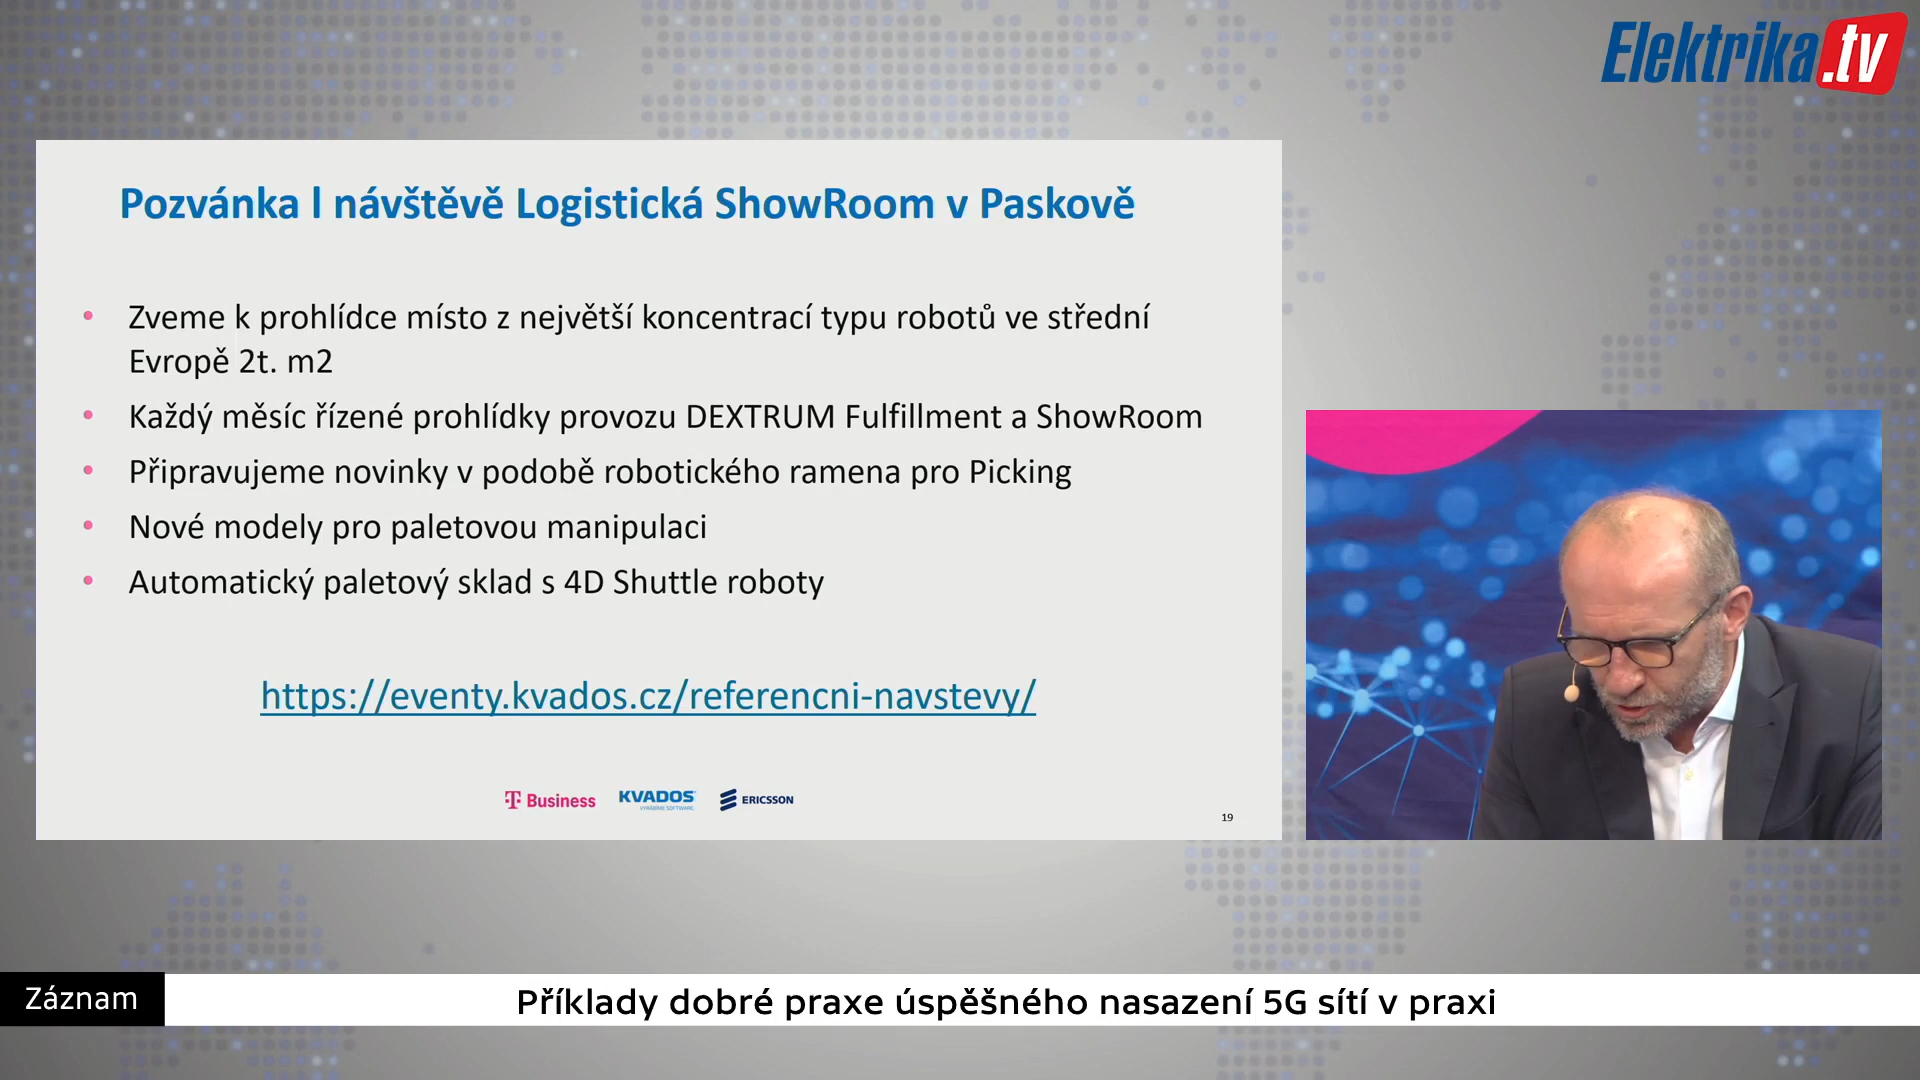 Elektrika.tv
Pozvánka l návštěvě Logistická ShowRoom v Paskově
• Zveme k prohlídce místo z největší koncentrací typu robotů ve střední
Evropě 2t. m2
• Každý měsíc řízené prohlídky provozu DEXTRUM Fulfillment a ShowRoom
• Připravujeme novinky v podobě robotického ramena pro Picking
• Nové modely pro paletovou manipulaci
• Automatický paletový sklad s 4D Shuttle roboty
https://eventy.kvados.cz/referencni-navstevy/
T Business
KVADOS
VYRÁBÍME SOFTWARE
ERICSSON
19
Záznam
Příklady dobré praxe úspěšného nasazení 5G sítí v praxi